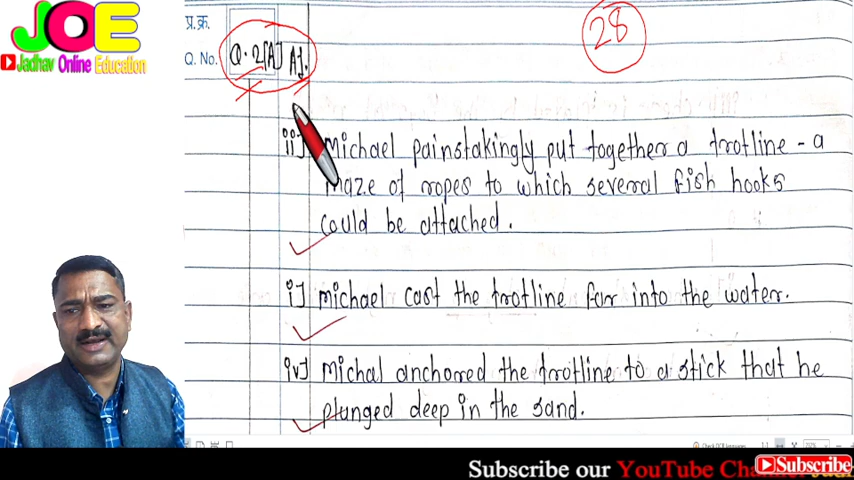 JOE
Jadhav Online Education
प्र.क्र.
Q. No.
Q. 2[A] A1.
28
ii] Michael painstakingly put together a trotline - a
maze of ropes to which several fish hooks
could be attached.
i] Michael cast the trotline far into the water.
iv] Michal anchored the trotline to a stick that he
plunged deep in the sand.
Subscribe our YouTube Channel
Subscribe